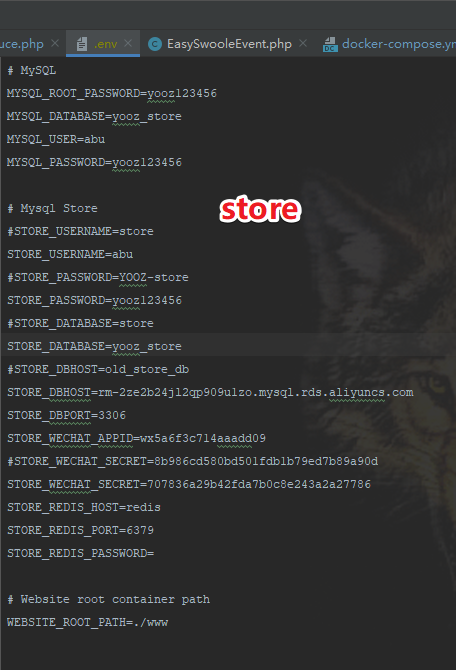 uce.php × .env × EasySwooleEvent.php × docker-compose.yn
# MySQL
MYSQL_ROOT_PASSWORD=yooz123456
MYSQL_DATABASE=yooz_store
MYSQL_USER=abu
MYSQL_PASSWORD=yooz123456
# Mysql Store
store
#STORE_USERNAME=store
STORE_USERNAME=abu
#STORE_PASSWORD=YOOZ-store
STORE_PASSWORD=yooz123456
#STORE_DATABASE=store
STORE_DATABASE=yooz_store
#STORE_DBHOST=old_store_db
STORE_DBHOST=rm-2ze2b24jl2qp909ulzo.mysql.rds.aliyuncs.com
STORE_DBPORT=3306
STORE_WECHAT_APPID=wx5a6f3c714aaadd09
#STORE_WECHAT_SECRET=8b986cd580bd501fdb1b79ed7b89a90d
STORE_WECHAT_SECRET=707836a29b42fda7b0c8e243a2a27786
STORE_REDIS_HOST=redis
STORE_REDIS_PORT=6379
STORE_REDIS_PASSWORD=
# Website root container path
WEBSITE_ROOT_PATH=./www